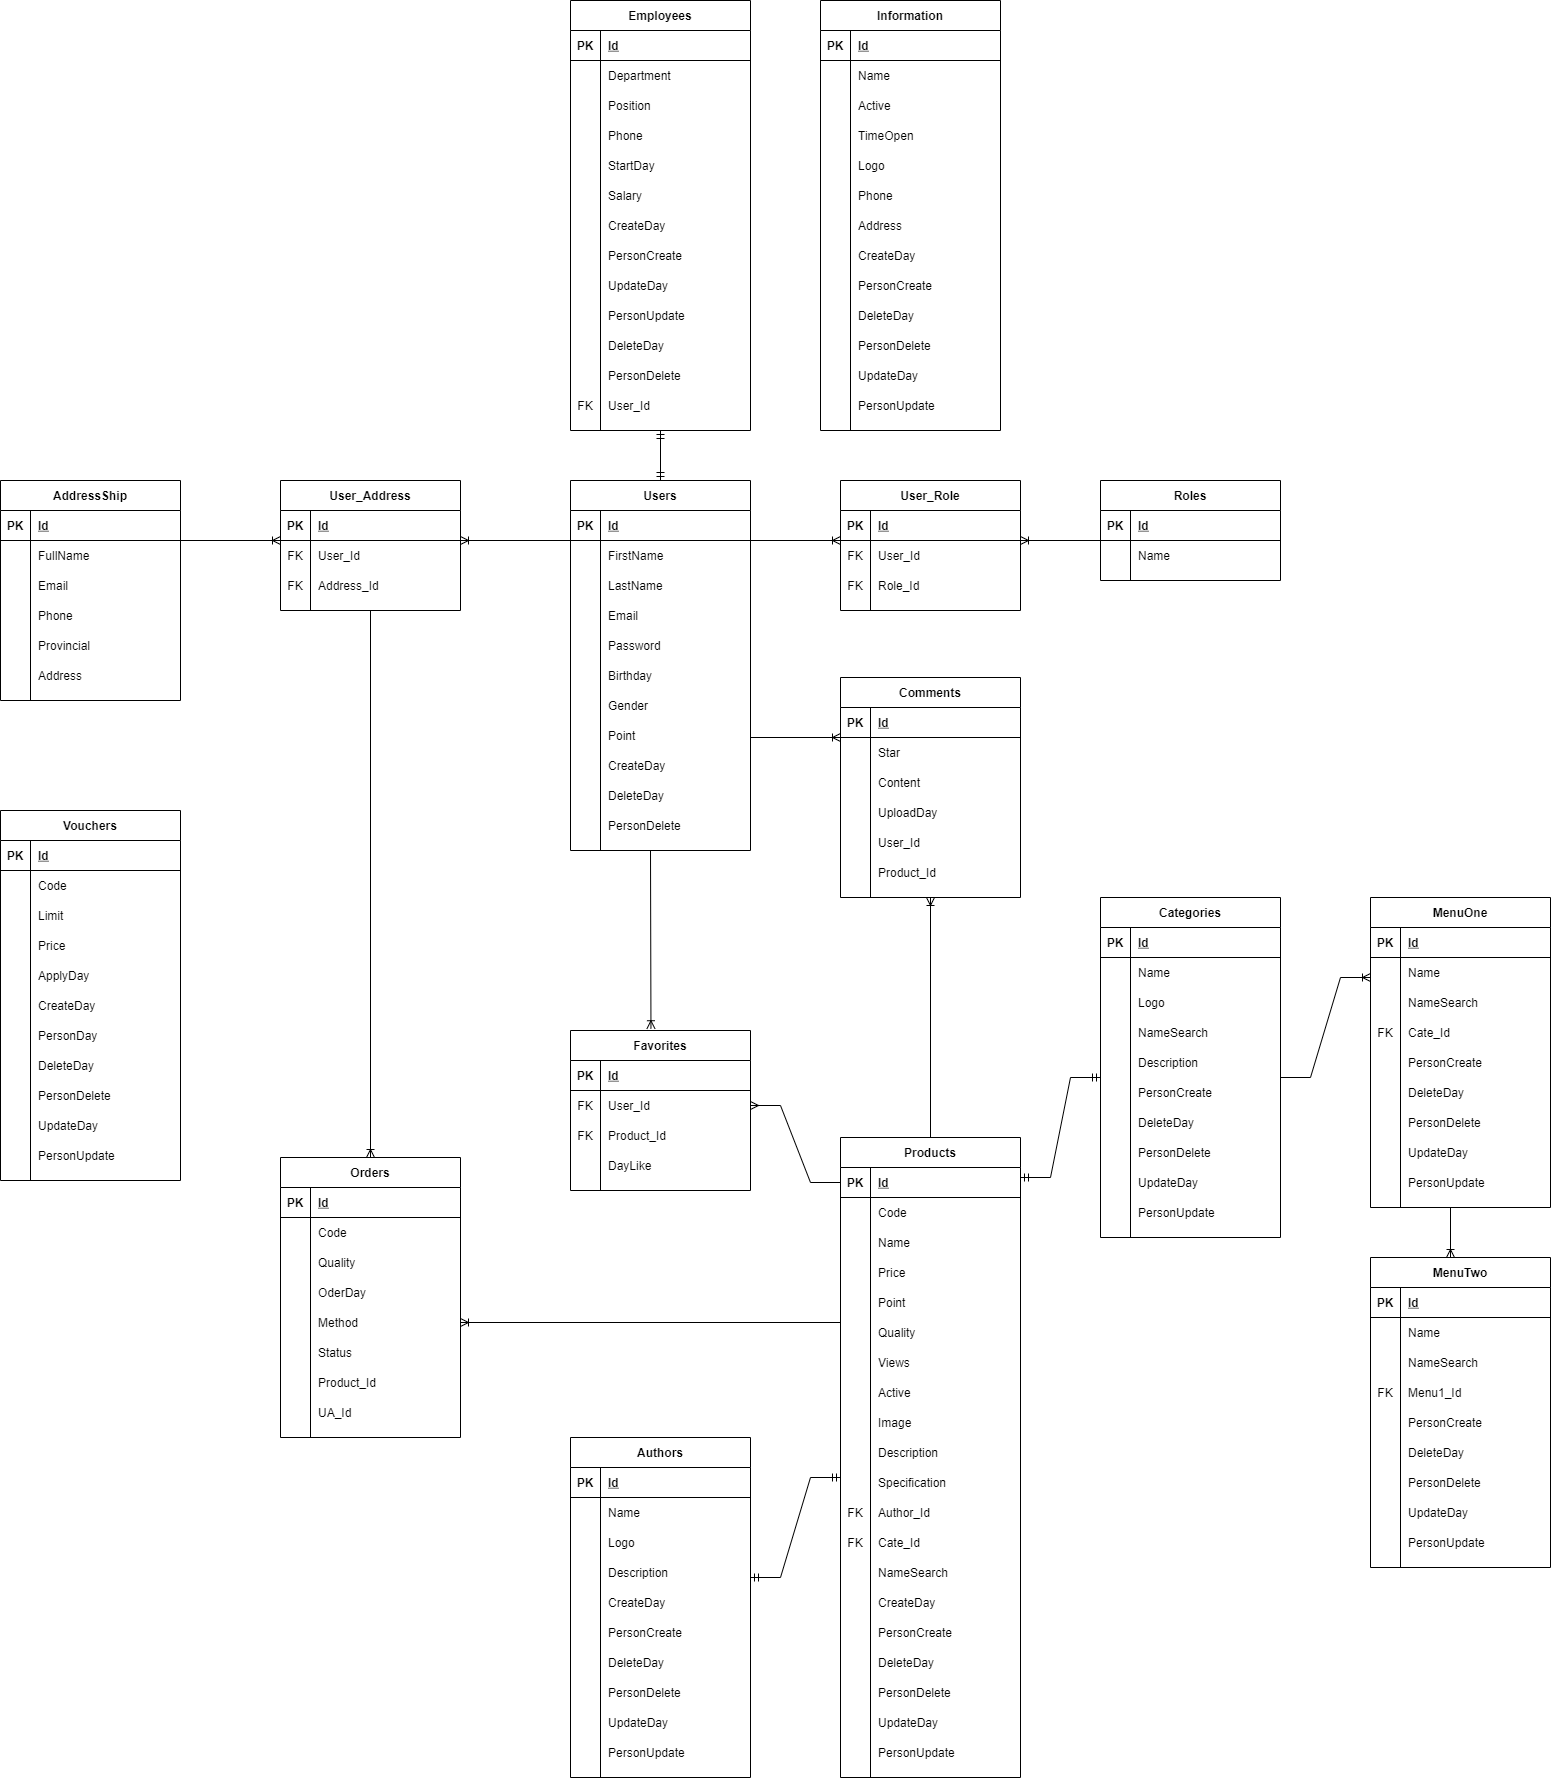 Employees
PK Id
Department
Position
Phone
StartDay
Salary
CreateDay
PersonCreate
UpdateDay
PersonUpdate
DeleteDay
PersonDelete
FK User_Id
Information
PK Id
Name
Active
TimeOpen
Logo
Phone
Address
CreateDay
PersonCreate
DeleteDay
PersonDelete
UpdateDay
PersonUpdate
AddressShip
PK Id
FullName
Email
Phone
Provincial
Address
User_Address
PK Id
FK User_Id
FK Address_Id
Users
PK Id
FirstName
LastName
Email
Password
Birthday
Gender
Point
CreateDay
DeleteDay
PersonDelete
User_Role
PK Id
FK User_Id
FK Role_Id
Roles
PK Id
Name
Comments
PK Id
Star
Content
UploadDay
User_Id
Product_Id
Vouchers
PK Id
Code
Limit
Price
ApplyDay
CreateDay
PersonDay
DeleteDay
PersonDelete
UpdateDay
PersonUpdate
Categories
PK Id
Name
Logo
NameSearch
Description
PersonCreate
DeleteDay
PersonDelete
UpdateDay
PersonUpdate
MenuOne
PK Id
Name
NameSearch
FK Cate_Id
PersonCreate
DeleteDay
PersonDelete
UpdateDay
PersonUpdate
Favorites
PK Id
FK User_Id
FK Product_Id
DayLike
Products
PK Id
Code
Name
Price
Point
Quality
Views
Active
Image
Description
Specification
FK Author_Id
FK Cate_Id
NameSearch
CreateDay
PersonCreate
DeleteDay
PersonDelete
UpdateDay
PersonUpdate
Orders
PK Id
Code
Quality
OderDay
Method
Status
Product_Id
UA_Id
MenuTwo
PK Id
Name
NameSearch
FK Menu1_Id
PersonCreate
DeleteDay
PersonDelete
UpdateDay
PersonUpdate
Authors
PK Id
Name
Logo
Description
CreateDay
PersonCreate
DeleteDay
PersonDelete
UpdateDay
PersonUpdate